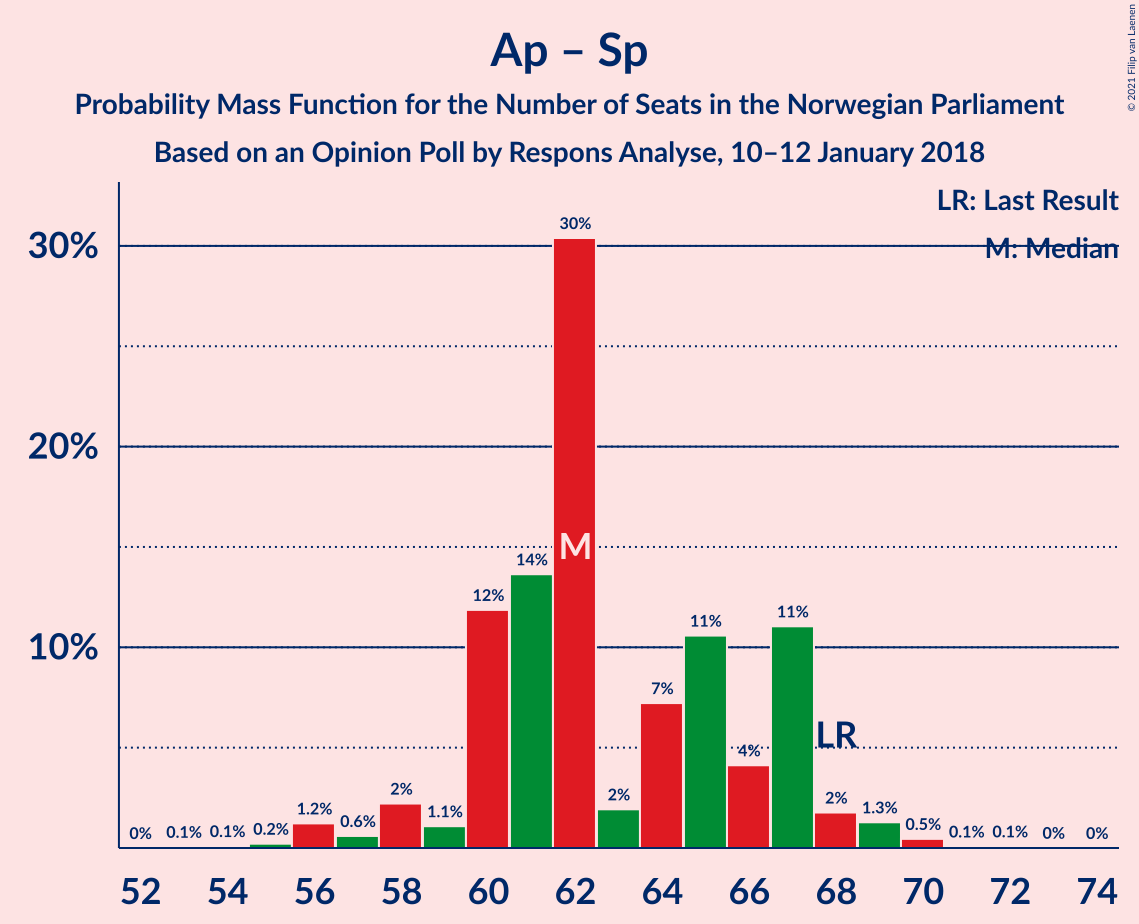 Ap – Sp
Probability Mass Function for the Number of Seats in the Norwegian Parliament
Based on an Opinion Poll by Respons Analyse, 10–12 January 2018
© 2021 Filip van Laenen
LR: Last Result
M: Median
30%
20%
10%
0% 0.1% 0.1% 0.2% 1.2% 0.6% 2% 1.1% 12% 14% 30% 2% 7% 11% 4% 11% 2% 1.3% 0.5% 0.1% 0.1% 0% 0%
M
LR
52 54 56 58 60 62 64 66 68 70 72 74